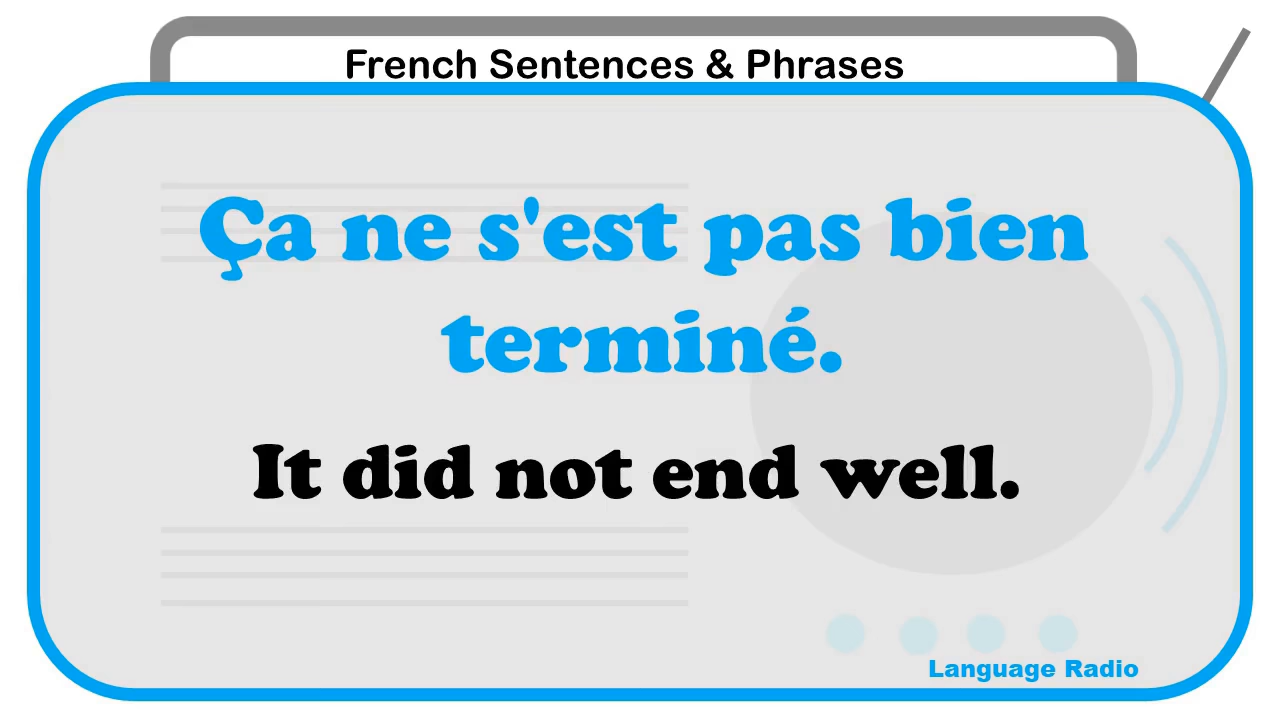 French Sentences & Phrases
Ça ne s'est pas bien
terminé.
It did not end well.
Language Radio